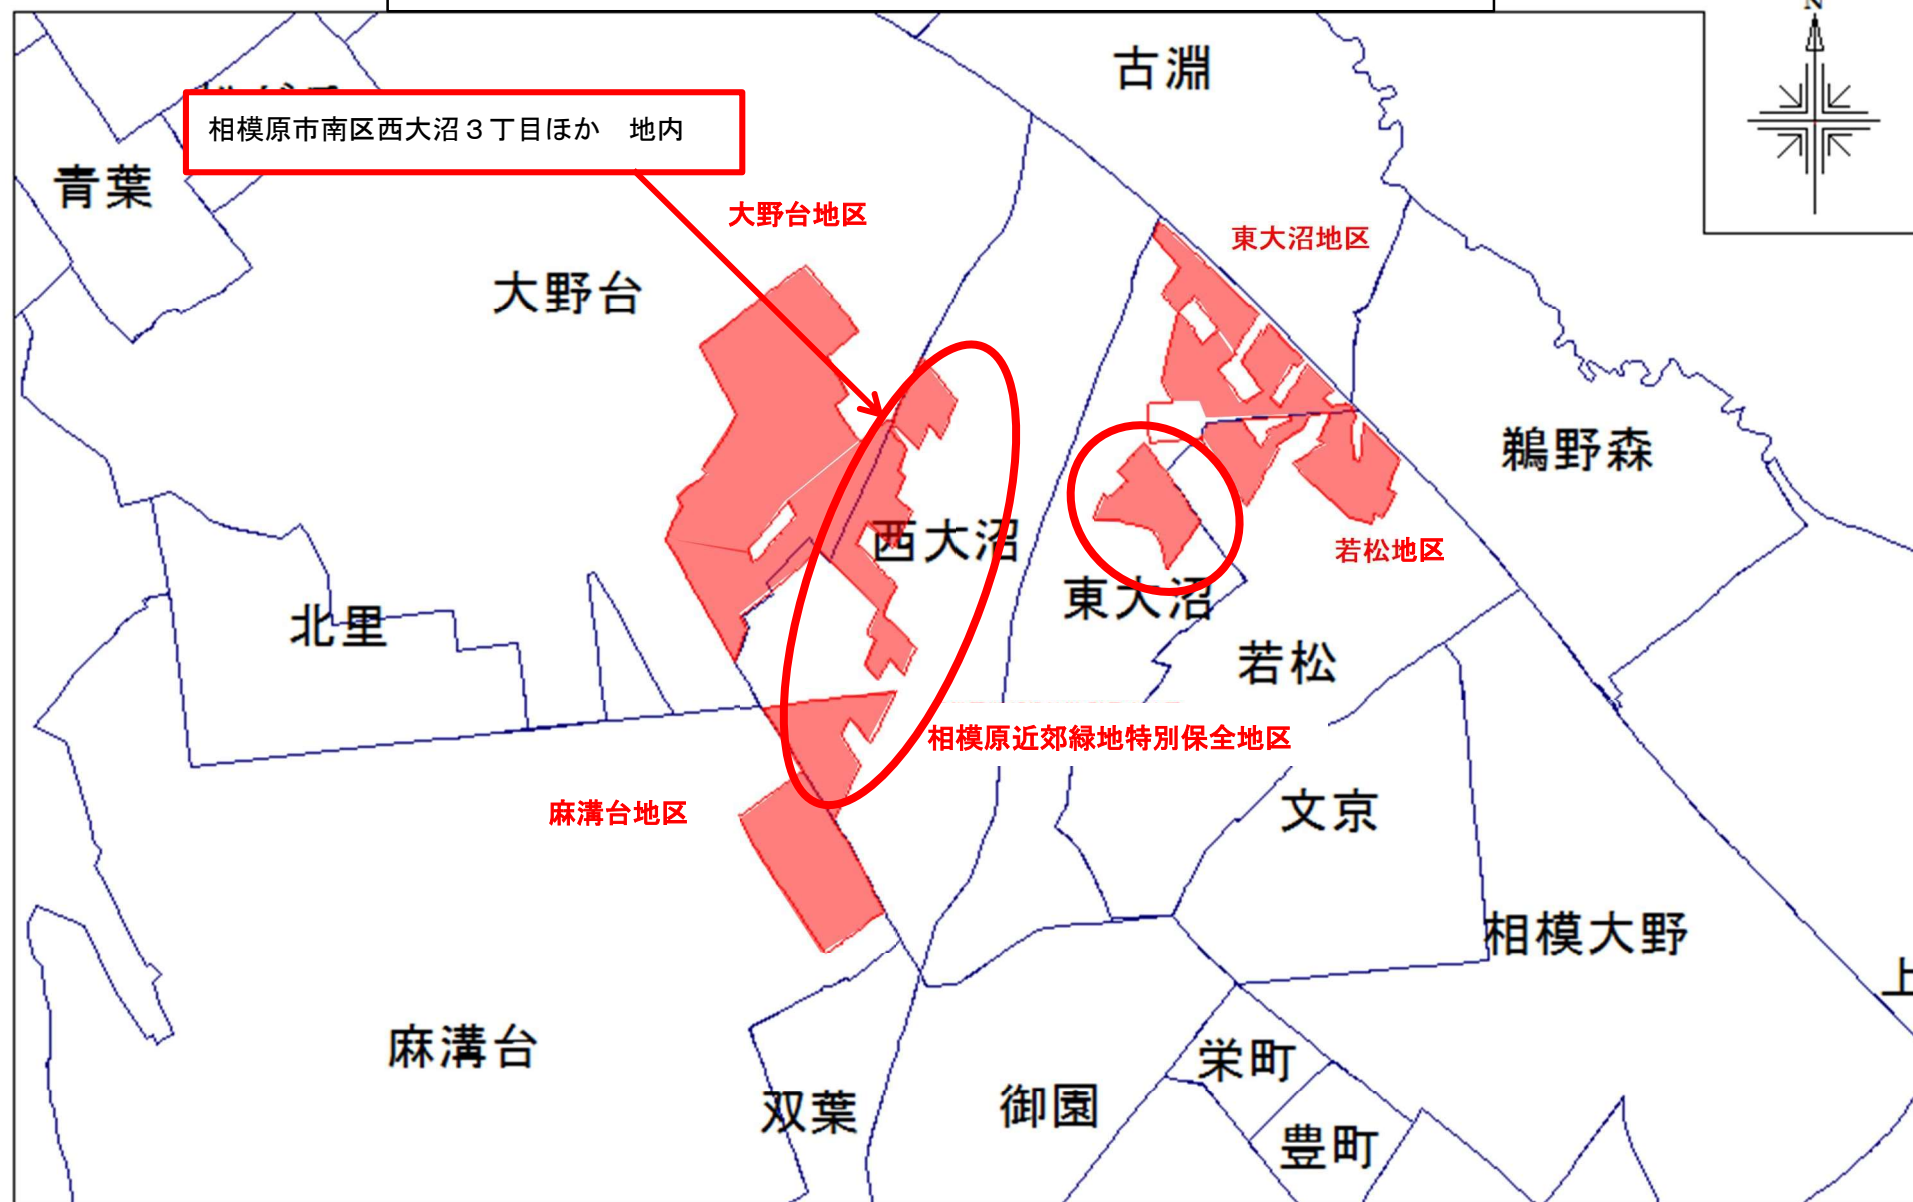 N
古淵
相模原市南区西大沼３丁目ほか　地内
青葉
大野台地区
東大沼地区
大野台
鵜野森
西大沼
若松地区
東大沼
北里
若松
相模原近郊緑地特別保全地区
麻溝台地区
文京
相模大野
上
麻溝台
栄町
双葉
御園
豊町